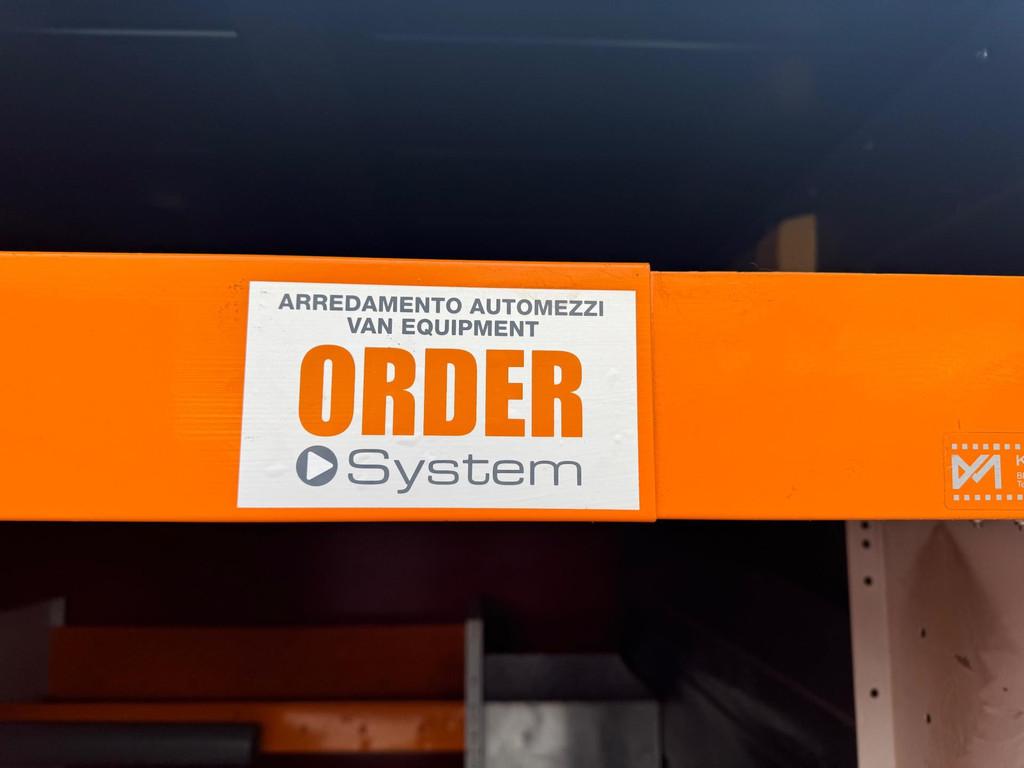 ARREDAMENTO AUTOMEZZI
VAN EQUIPMENT
ORDER
System